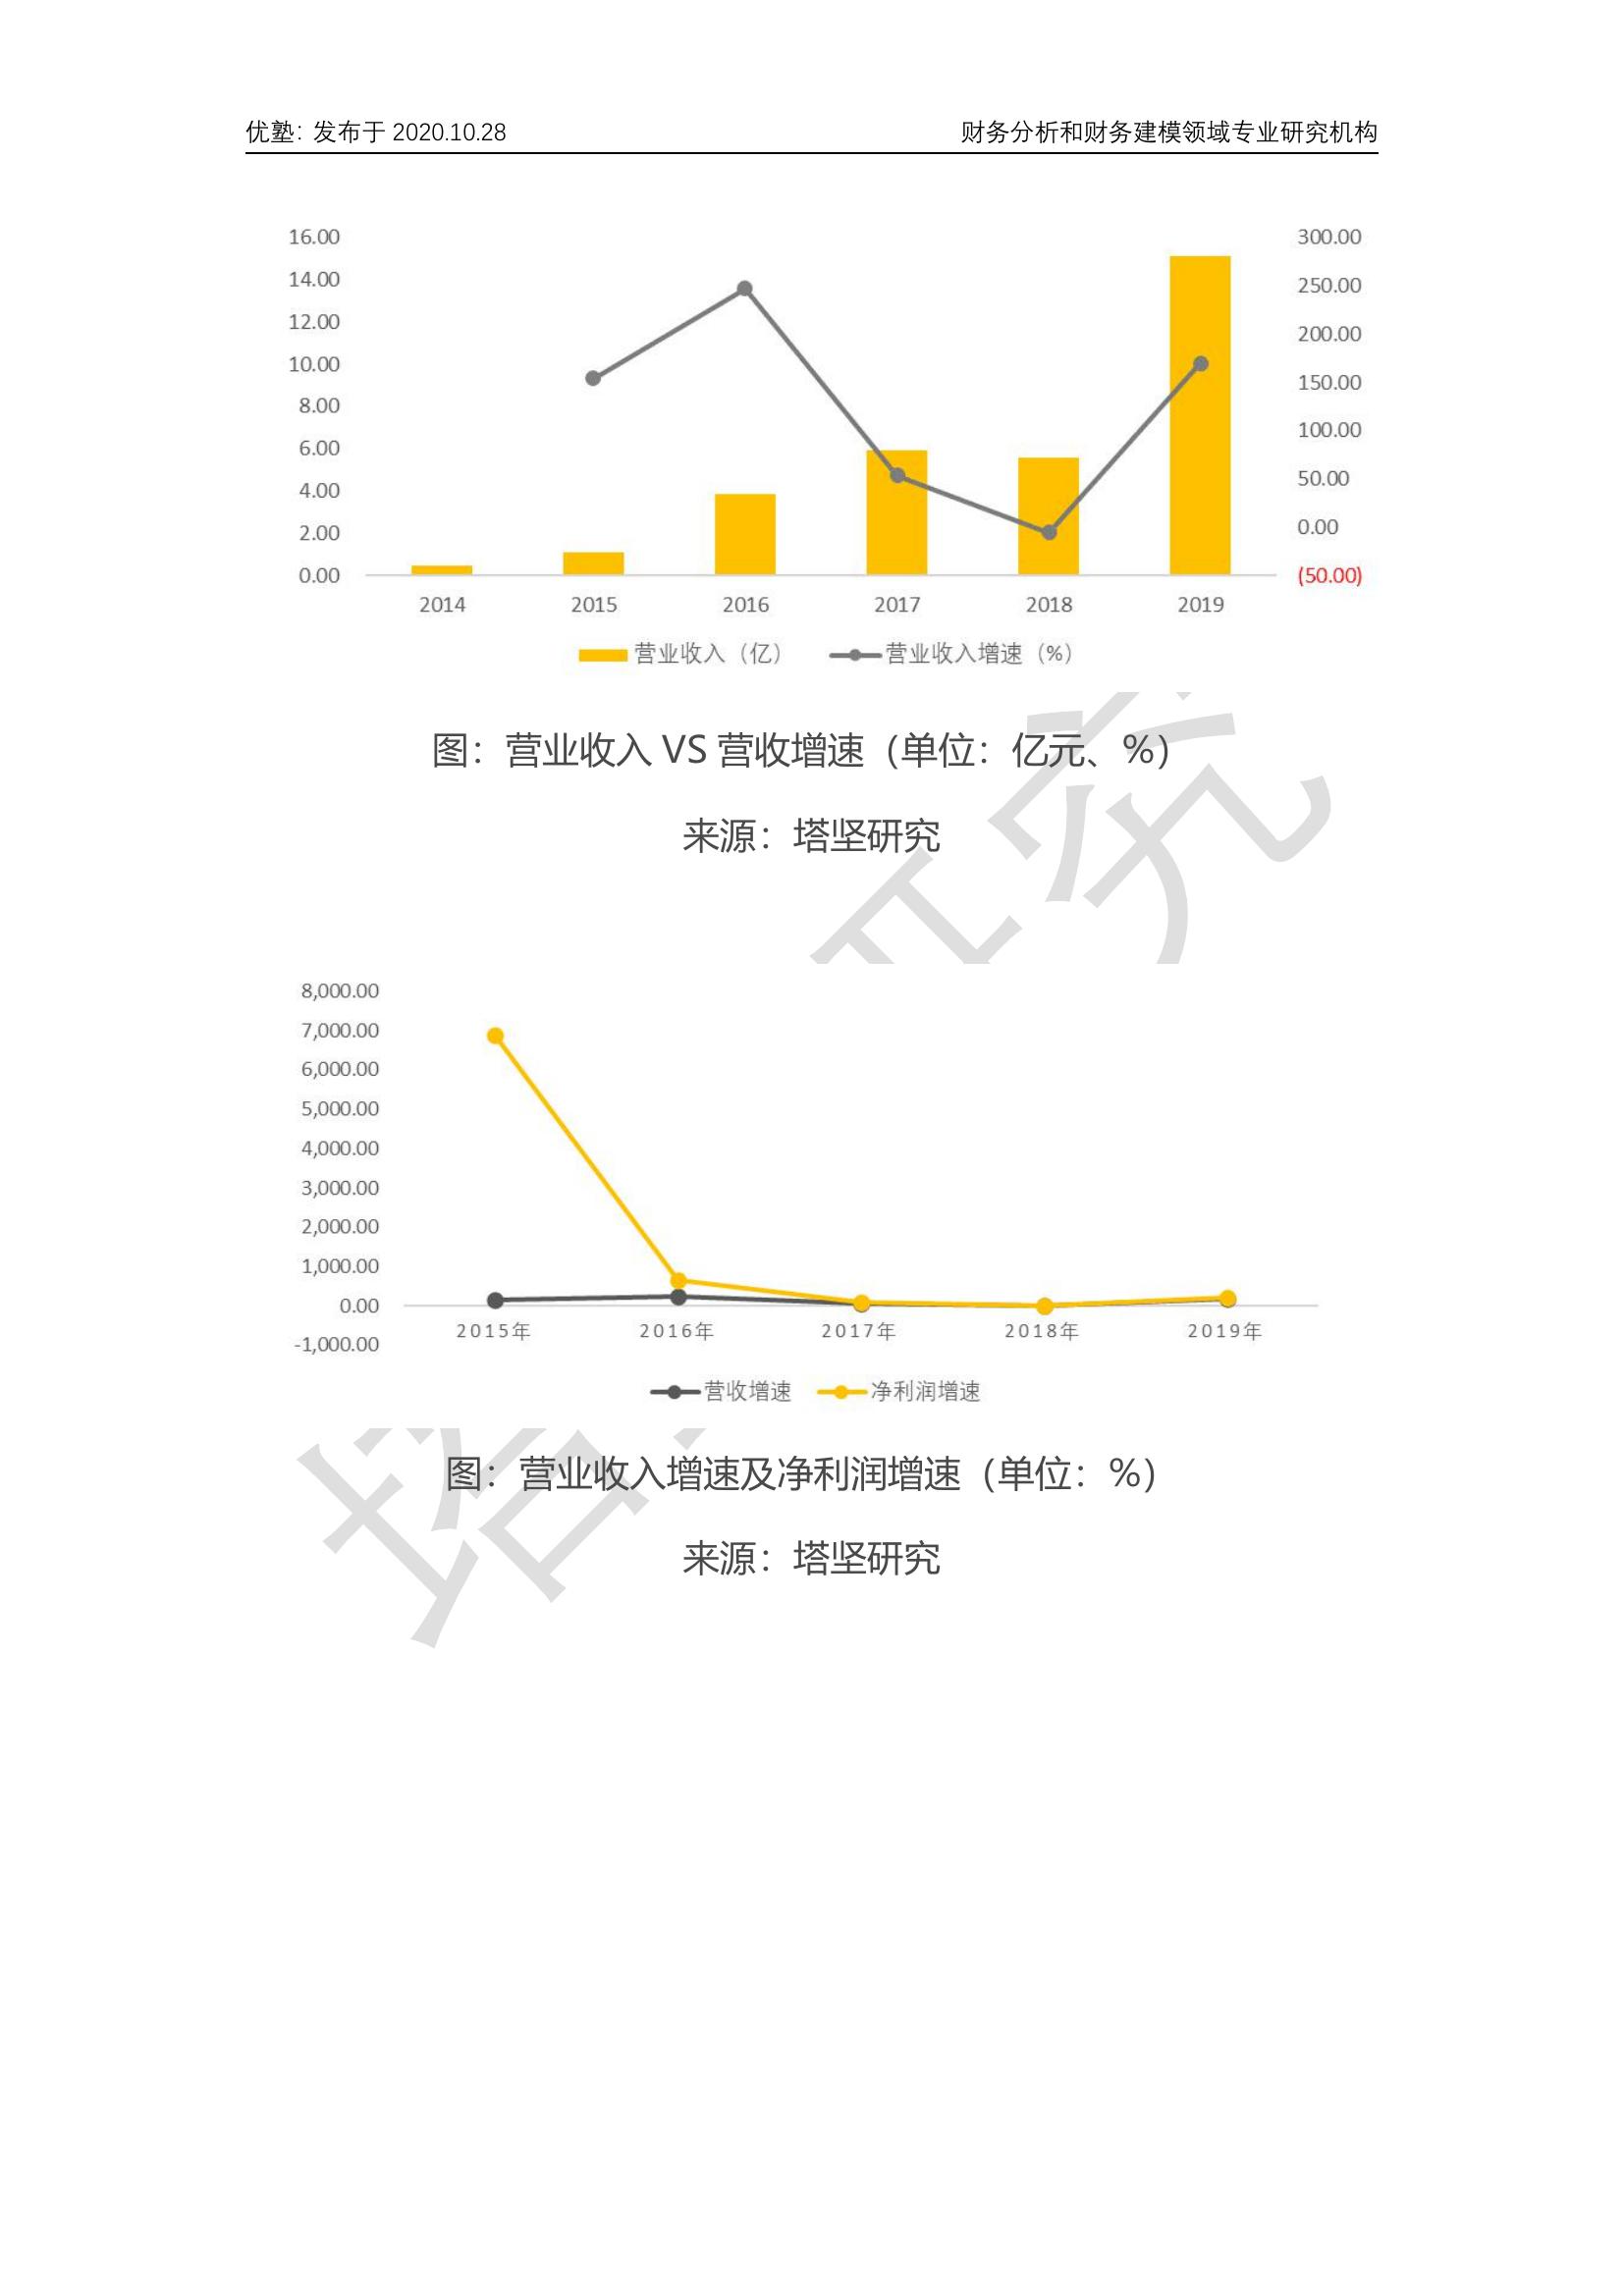 优塾：发布于 2020.10.28 财务分析和财务建模领域专业研究机构
16.00 300.00
14.00 250.00
12.00 200.00
10.00 150.00
8.00 100.00
6.00 50.00
4.00 0.00
2.00 (50.00)
0.00
2014 2015 2016 2017 2018 2019
营业收入（亿） 营业收入增速（%）
图：营业收入 VS 营收增速（单位：亿元、%）
来源：塔坚研究
8,000.00
7,000.00
6,000.00
5,000.00
4,000.00
3,000.00
2,000.00
1,000.00
0.00
-1,000.00
2015年 2016年 2017年 2018年 2019年
营收增速 净利润增速
图：营业收入增速及净利润增速（单位：%）
来源：塔坚研究